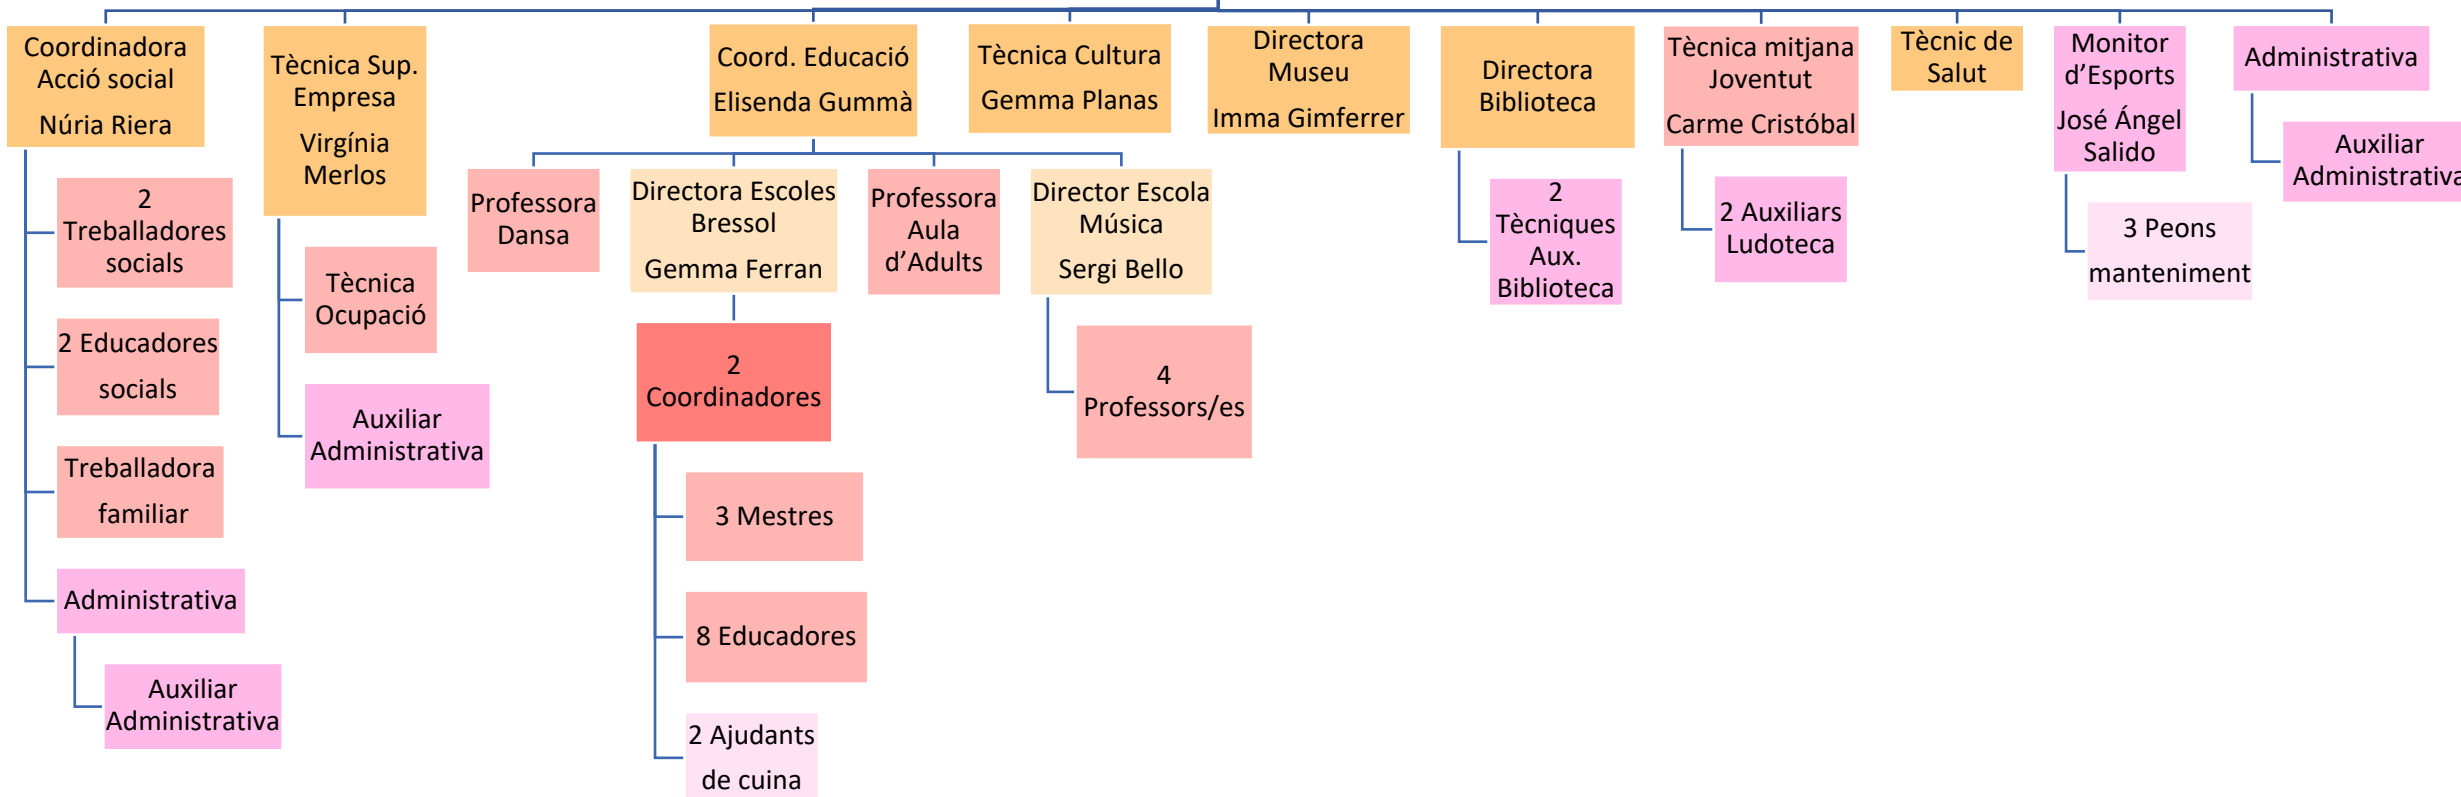 Coordinadora
Acció social
Núria Riera
Tècnica Sup.
Empresa
Virgínia
Merlos
Coord. Educació
Elisenda Gummà
Tècnica Cultura
Gemma Planas
Directora
Museu
Imma Gimferrer
Directora
Biblioteca
Tècnica mitjana
Joventut
Carme Cristóbal
Tècnic de
Salut
Monitor
d’Esports
José Ángel
Salido
Administrativa
2
Treballadores
socials
2 Educadores
socials
Treballadora
familiar
Administrativa
Auxiliar
Administrativa
Tècnica
Ocupació
Auxiliar
Administrativa
Professora
Dansa
Directora Escoles
Bressol
Gemma Ferran
2
Coordinadores
3 Mestres
8 Educadores
2 Ajudants
de cuina
Professora
Aula
d’Adults
Director Escola
Música
Sergi Bello
4
Professors/es
2
Tècniques
Aux.
Biblioteca
2 Auxiliars
Ludoteca
3 Peons
manteniment
Auxiliar
Administrativa